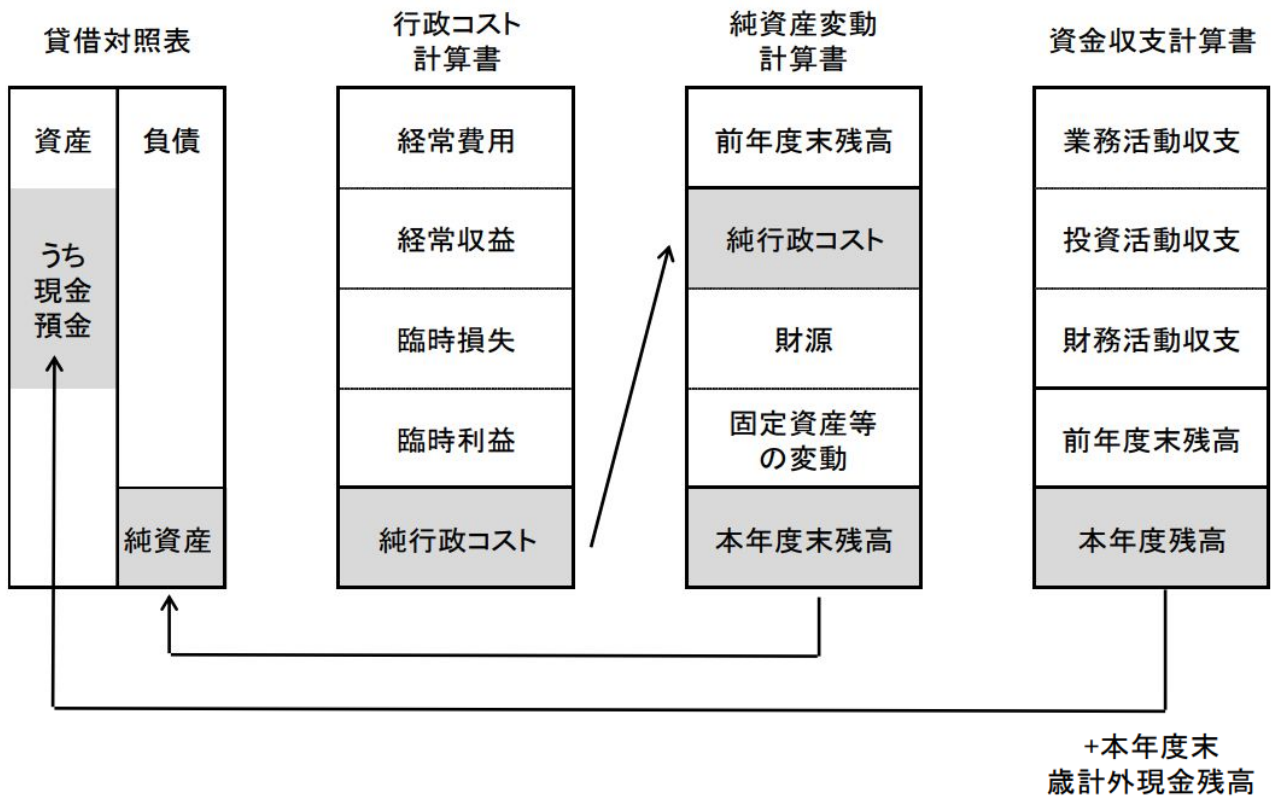 貸借対照表
資産
負債
うち
現金
預金
純資産
行政コスト
計算書
経常費用
経常収益
臨時損失
臨時利益
純行政コスト
純資産変動
計算書
前年度末残高
純行政コスト
財源
固定資産等
の変動
本年度末残高
資金収支計算書
業務活動収支
投資活動収支
財務活動収支
前年度末残高
本年度残高
+本年度末
歳計外現金残高